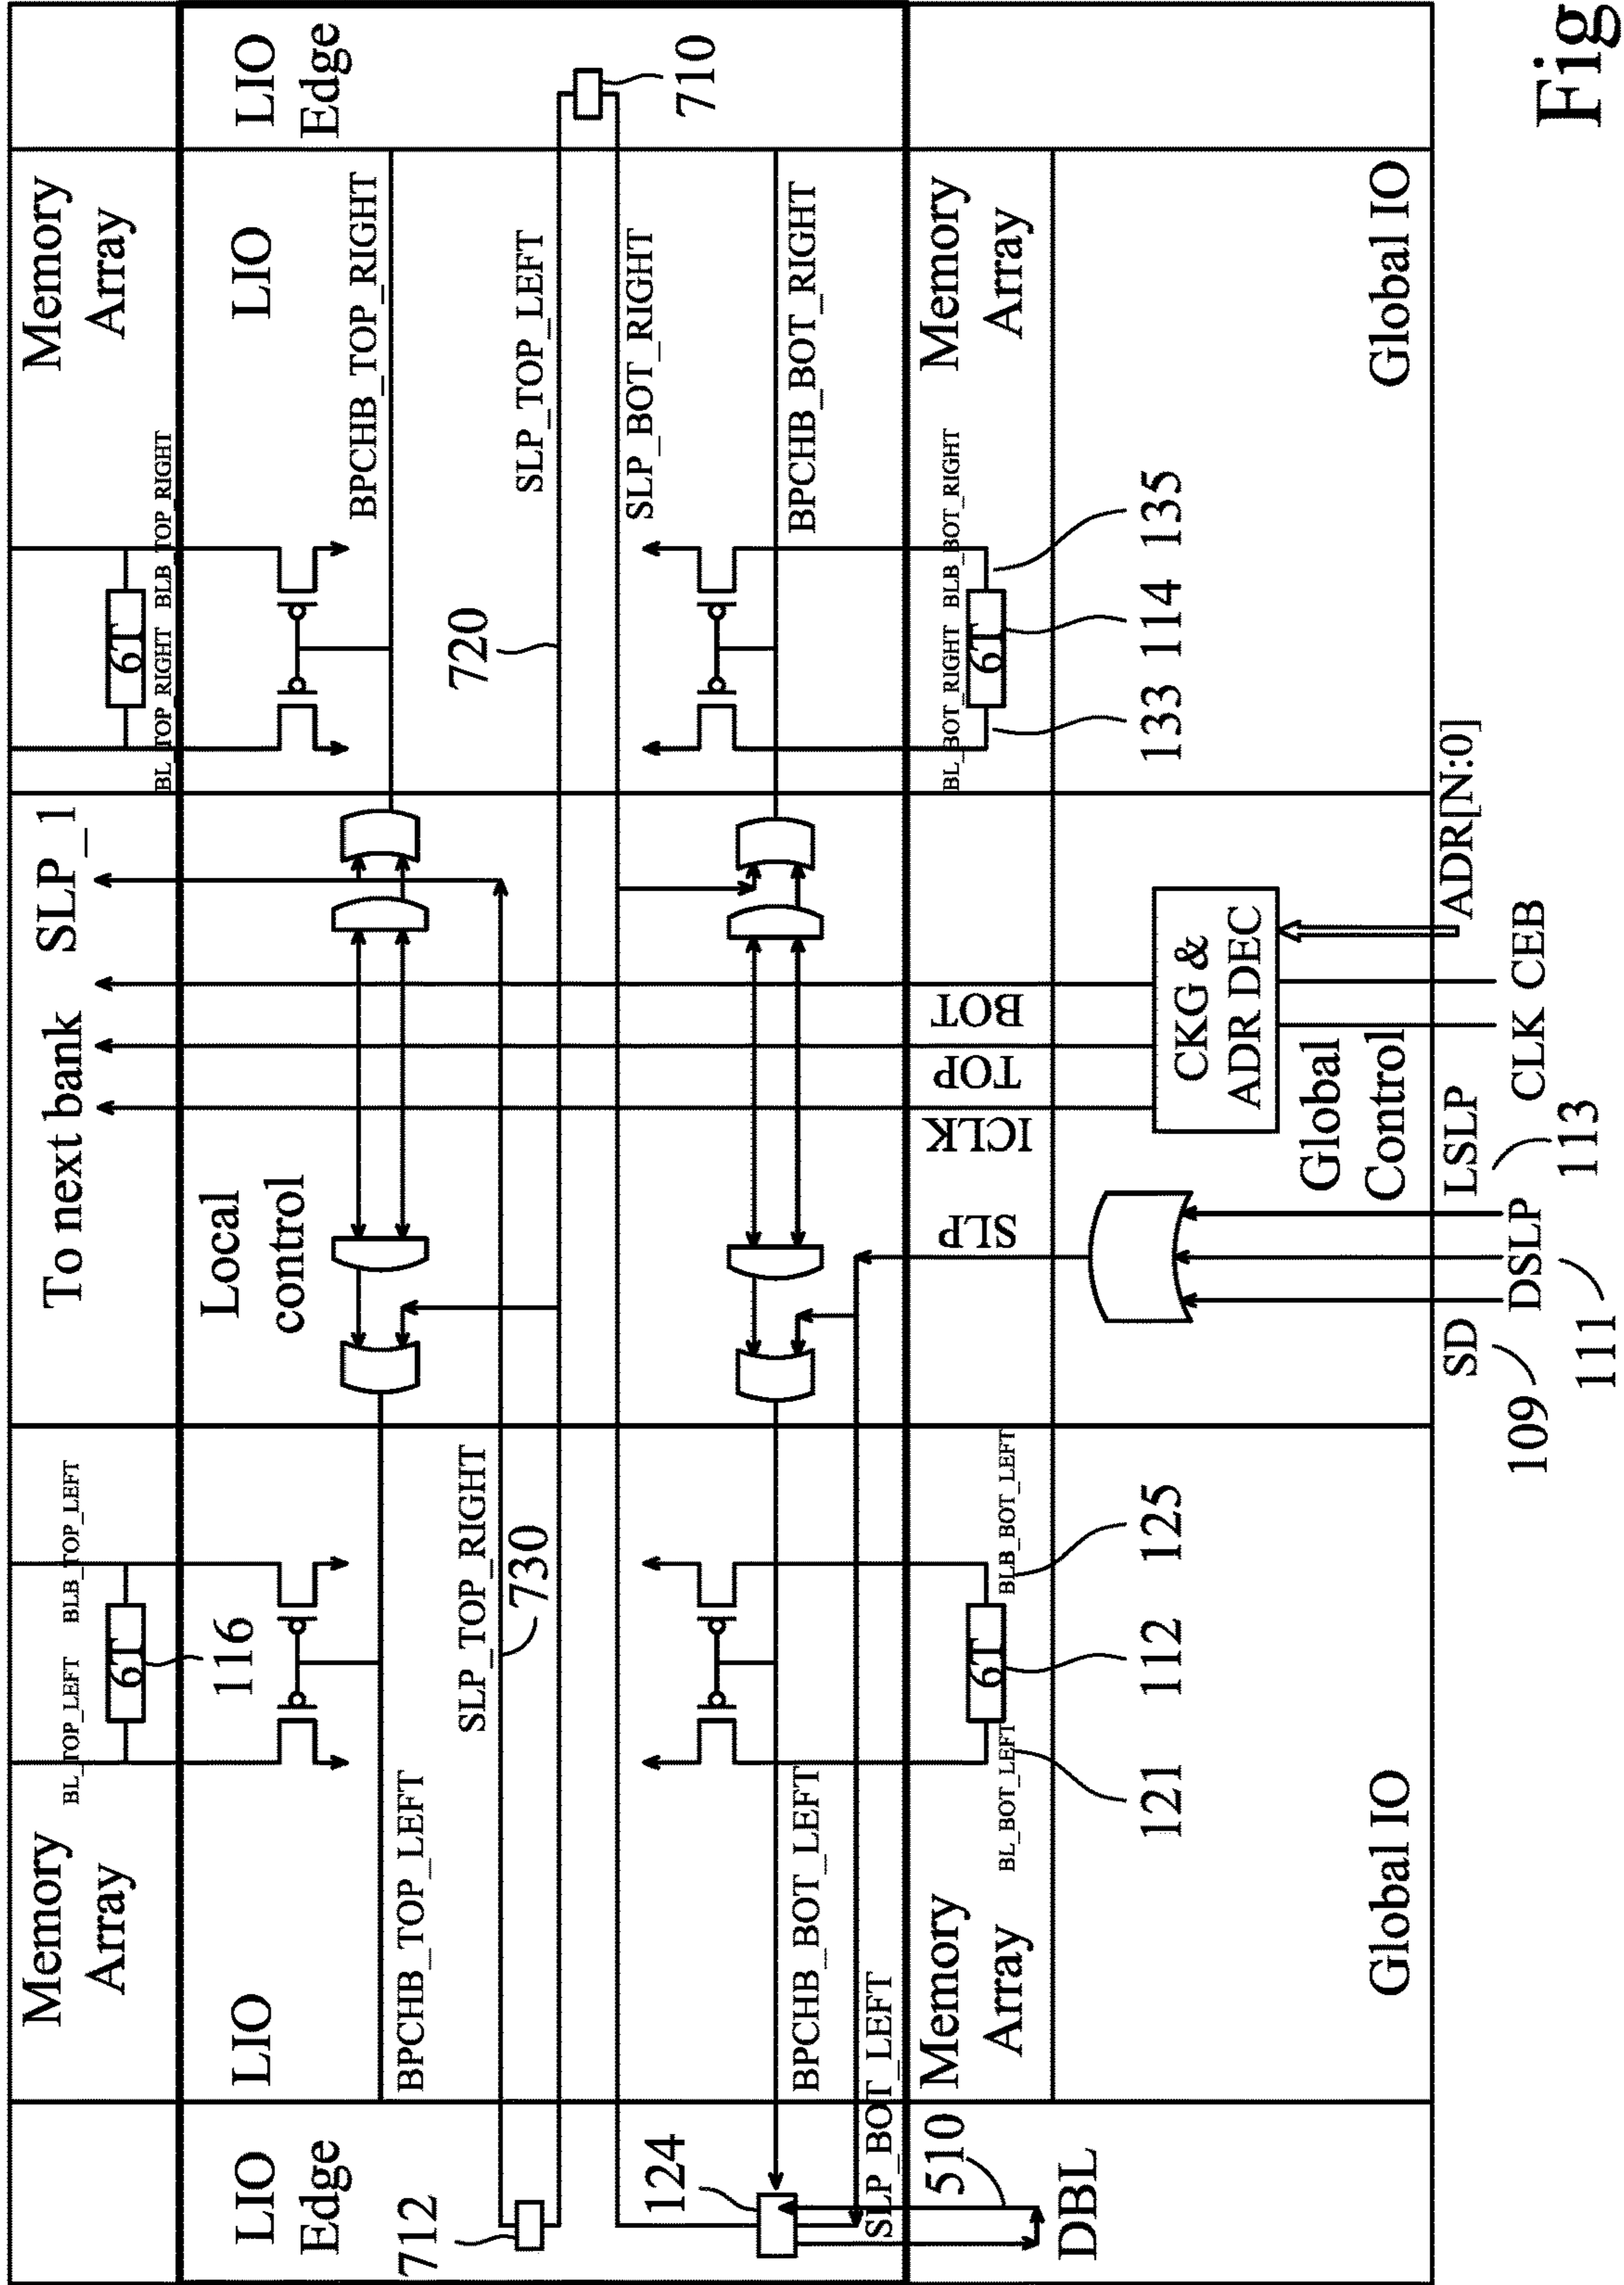 Memory
Array
BL_TOP_LEFT
BLB_TOP_LEFT
6T
116
To next bank
SLP_1
BL_TOP_RIGHT
BLB_TOP_RIGHT
6T
Memory
Array
LIO
Edge
LIO
Local
control
LIO
LIO
Edge
BPCHB_TOP_LEFT
BPCHB_TOP_RIGHT
712
SLP_TOP_RIGHT
730
720
SLP_TOP_LEFT
SLP_BOT_RIGHT
710
124
BPCHB_BOT_LEFT
BPCHB_BOT_RIGHT
SLP_BOT_LEFT
510
DBL
Memory
Array
BL_BOT_LEFT
BLB_BOT_LEFT
6T
121
112
125
SLP
ICLK
TOP
BOT
BL_BOT_RIGHT
BLB_BOT_RIGHT
6T
133
114
135
Memory
Array
CKG &
ADR DEC
Global
Control
Global IO
Global IO
SD
DSLP
LSLP
CLK
CEB
ADR[N:0]
109
111
113
Fig